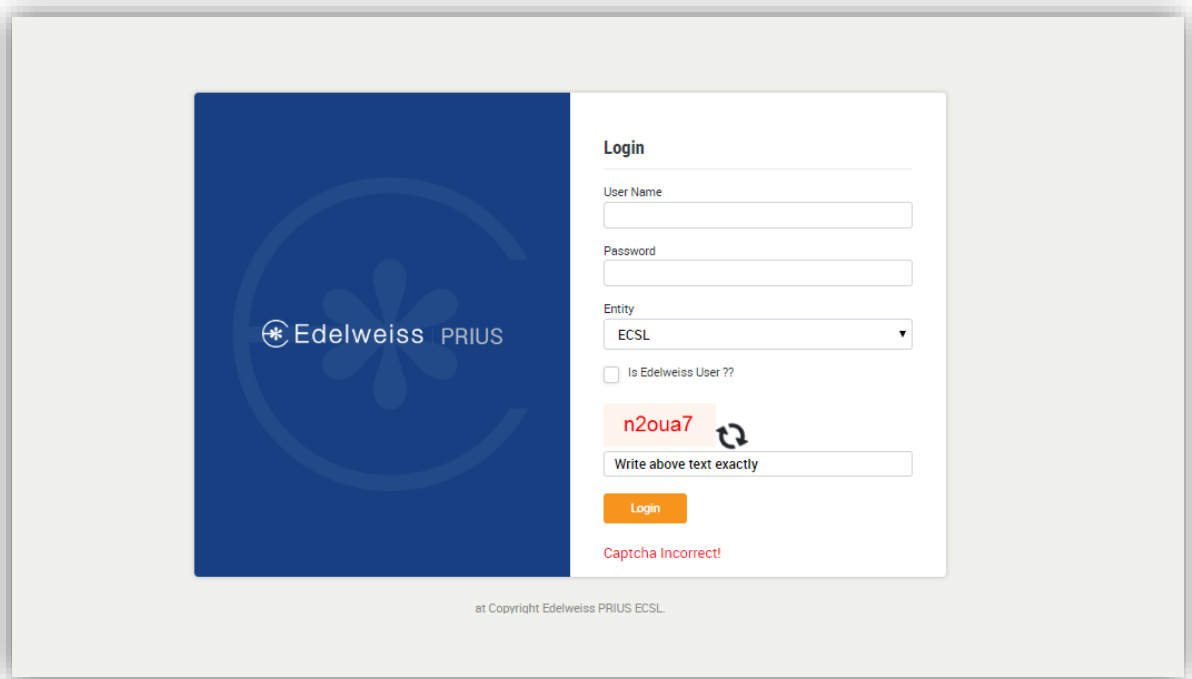 Edelweiss PRIUS
Login
User Name
Password
Entity
ECSL
Is Edelweiss User ??
n2oua7
Write above text exactly
Login
Captcha Incorrect!
at Copyright Edelweiss PRIUS ECSL.